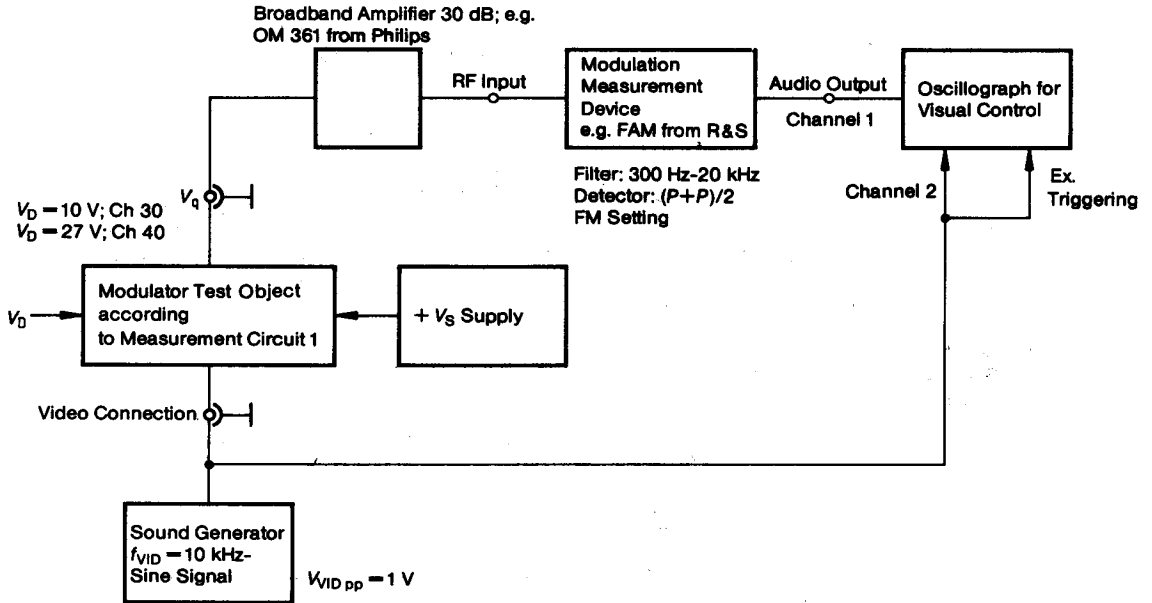 Broadband Amplifier 30 dB; e.g.
OM 361 from Philips
RF Input
Modulation
Measurement
Device
e.g. FAM from R&S
Audio Output
Channel 1
Oscillograph for
Visual Control
Filter: 300 Hz-20 kHz
Detector: (P+P)/2
FM Setting
Channel 2
Ex.
Triggering
Vq
VD = 10 V; Ch 30
VD = 27 V; Ch 40
VD
Modulator Test Object
according
to Measurement Circuit 1
+ VS Supply
Video Connection
Sound Generator
fVID = 10 kHz-
Sine Signal
VVID pp = 1 V